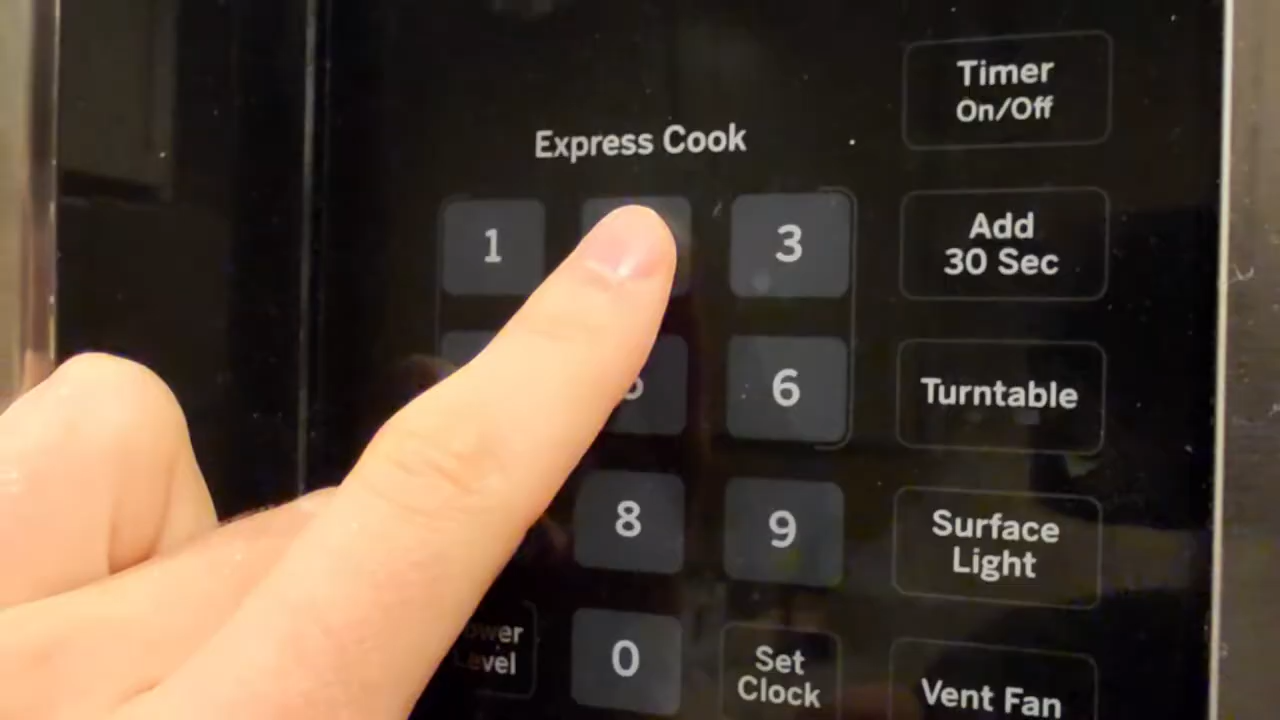 Timer
On/Off
Express Cook
1
3
Add
30 Sec
6
Turntable
8
9
Surface
Light
Level
0
Set
Clock
Vent Fan